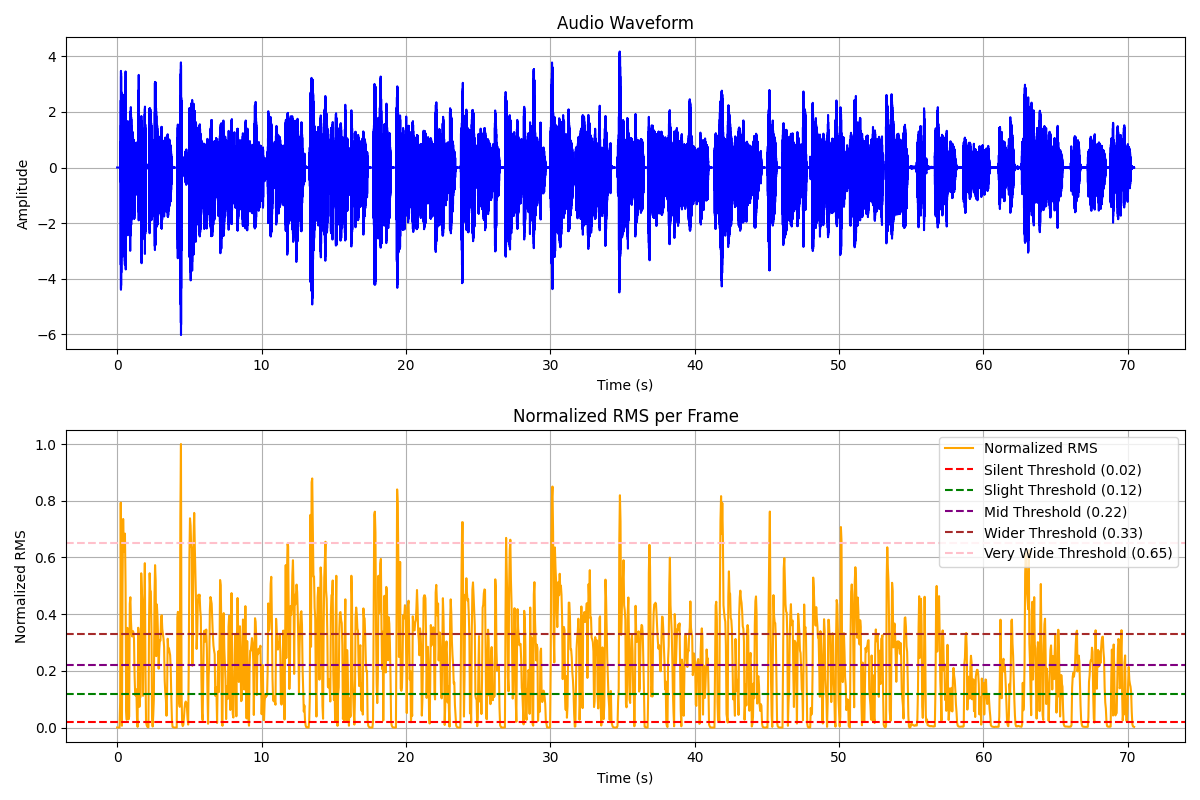 Audio Waveform
Amplitude
4
2
0
−2
−4
−6
0 10 20 30 40 50 60 70
Time (s)
Normalized RMS per Frame
Normalized RMS
1.0
0.8
0.6
0.4
0.2
0.0
Normalized RMS
Silent Threshold (0.02)
Slight Threshold (0.12)
Mid Threshold (0.22)
Wider Threshold (0.33)
Very Wide Threshold (0.65)
0 10 20 30 40 50 60 70
Time (s)